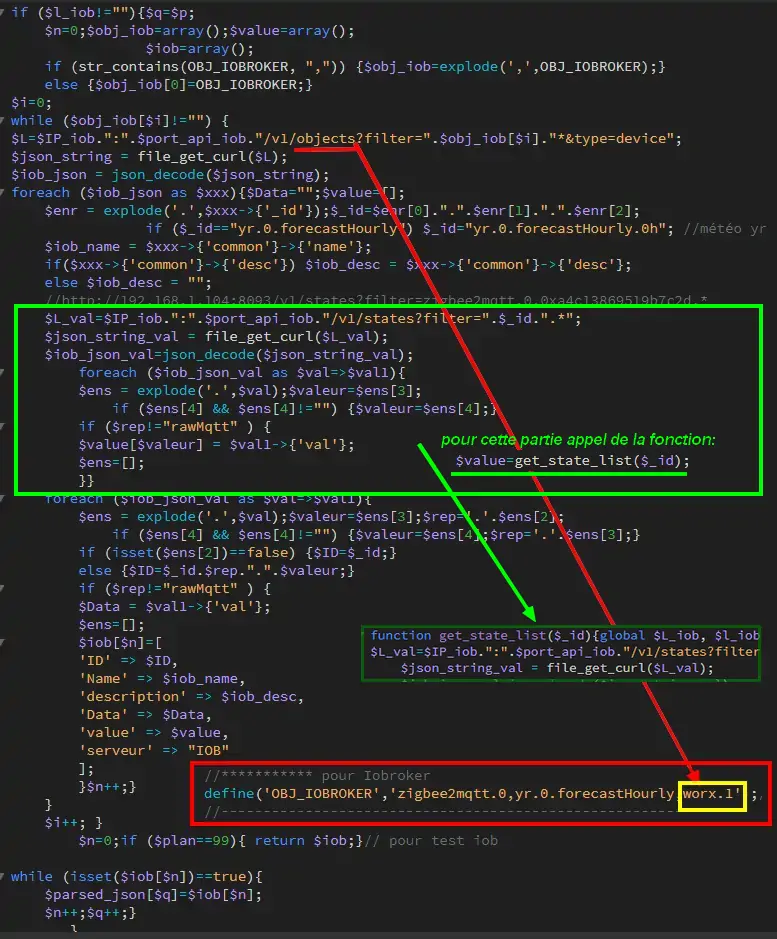 if ($l_iob!=""){$q=$p;
$n=0;$obj_iob=array();$value=array();
$iob=array();
if (str_contains(OBJ_IOBROKER, ",")) {$obj_iob=explode(',',OBJ_IOBROKER);}
else {$obj_iob[0]=OBJ_IOBROKER;}
$i=0;
while ($obj_iob[$i]!="") {
$L=$IP_iob.":".$port_api_iob."/v1/objects?filter=".$obj_iob[$i]."*&type=device";
$json_string = file_get_curl($L);
$iob_json = json_decode($json_string);
foreach ($iob_json as $xxx){$Data="";$value=[];
$enr = explode('.',$xxx->{'_id'});$_id=$enr[0].".".$enr[1].".".$enr[2];
if ($_id=="yr.0.forecastHourly") $_id="yr.0.forecastHourly.0h"; //météo yr
$iob_name = $xxx->{'common'}->{'name'};
if($xxx->{'common'}->{'desc'}) $iob_desc = $xxx->{'common'}->{'desc'};
else $iob_desc = "";
//http://192.168.1.104:8093/v1/states?filter=zigbee2mqtt.0.0xa4c13869519b7c2d.*
$L_val=$IP_iob.":".$port_api_iob."/v1/states?filter=".$_id.".*";
$json_string_val = file_get_curl($L_val);
$iob_json_val=json_decode($json_string_val);
foreach ($iob_json_val as $val=>$val1){
$ens = explode('.',$val);$valeur=$ens[3];
if ($ens[4] && $ens[4]!="") {$valeur=$ens[4];}
if ($rep!="rawMqtt" ) {
pour cette partie appel de la fonction:
$value[$valeur] = $val1->{'val'};
$value=get_state_list($_id);
$ens=[];
}}
foreach ($iob_json_val as $val=>$val1){
$ens = explode('.',$val);$valeur=$ens[3];$rep='.'.$ens[2];
if ($ens[4] && $ens[4]!="") {$valeur=$ens[4];$rep='.'.$ens[3];}
if (isset($ens[2])==false) {$ID=$_id;}
else {$ID=$_id.$rep.".".$valeur;}
if ($rep!="rawMqtt" ) {
$Data = $val1->{'val'};
$ens=[];
function get_state_list($_id){global $L_iob, $l_iob
$iob[$n]=[
$L_val=$IP_iob.":".$port_api_iob."/v1/states?filter
'ID' => $ID,
$json_string_val = file_get_curl($L_val);
'Name' => $iob_name,
'description' => $iob_desc,
'Data' => $Data,
'value' => $value,
'serveur' => "IOB"
];
//*********** pour Iobroker
}$n++;}
define('OBJ_IOBROKER','zigbee2mqtt.0,yr.0.forecastHourly,worx.1');
}
$i++; }
$n=0;if ($plan==99){ return $iob;}// pour test iob
while (isset($iob[$n])==true){
$parsed_json[$q]=$iob[$n];
$n++;$q++;}
}